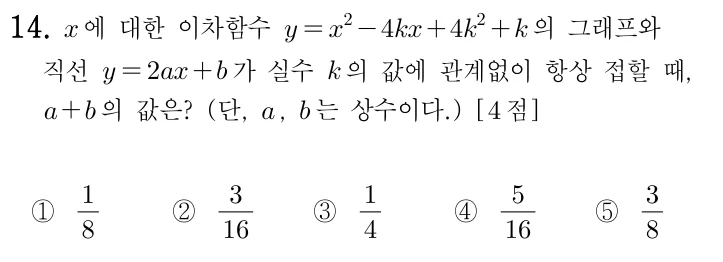 14. x에 대한 이차함수 y=x²-4kx+4k²+k의 그래프와
직선 y=2ax+b가 실수 k의 값에 관계없이 항상 접할 때,
a+b의 값은? (단, a, b는 상수이다.) [4점]
① 1/8 ② 3/16 ③ 1/4 ④ 5/16 ⑤ 3/8